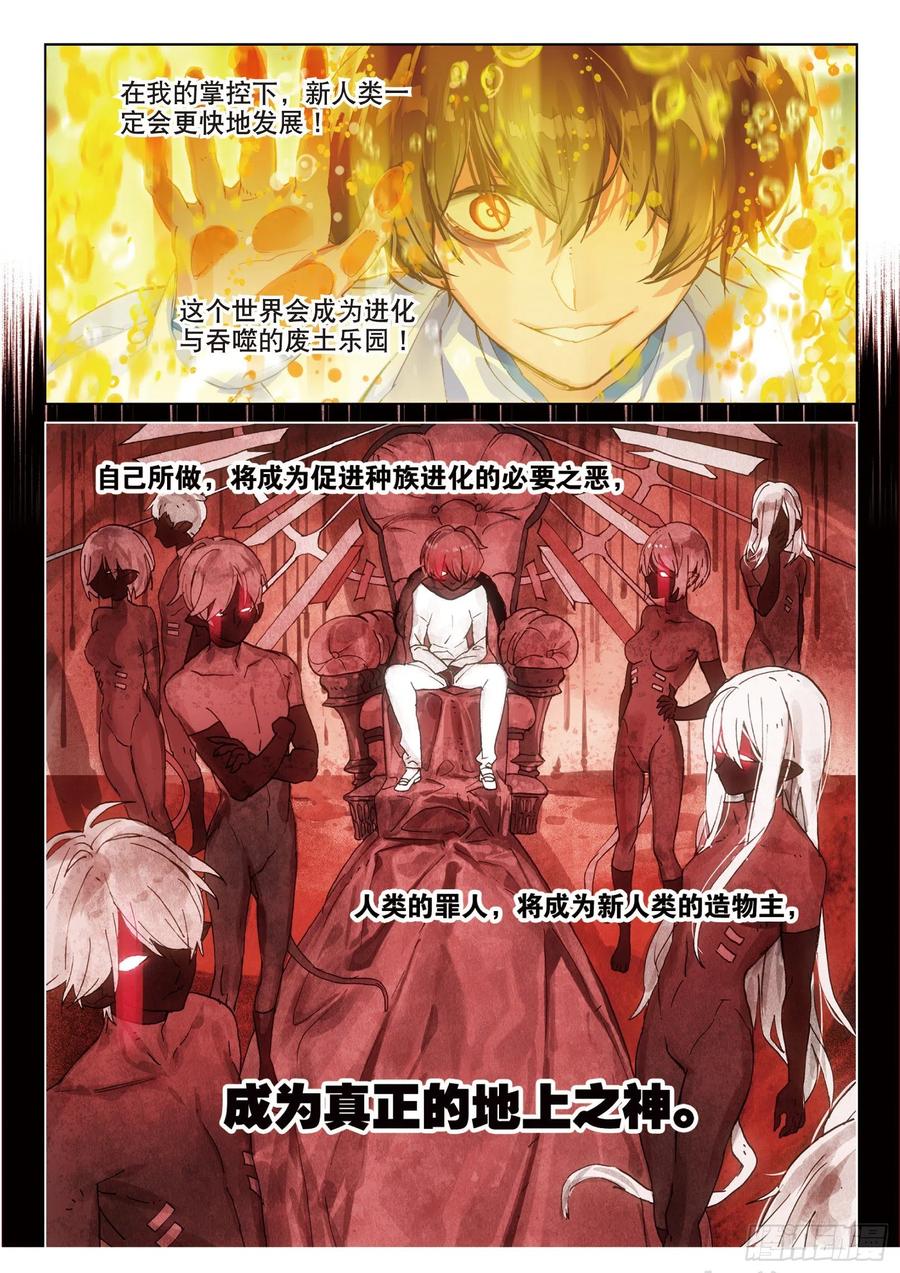 在我的掌控下，新人类一
定会更快地发展！
这个世界会成为进化
与吞噬的废土乐园！
自己所做，将成为促进种族进化的必要之恶，
人类的罪人，将成为新人类的造物主，
成为真正的地上之神。